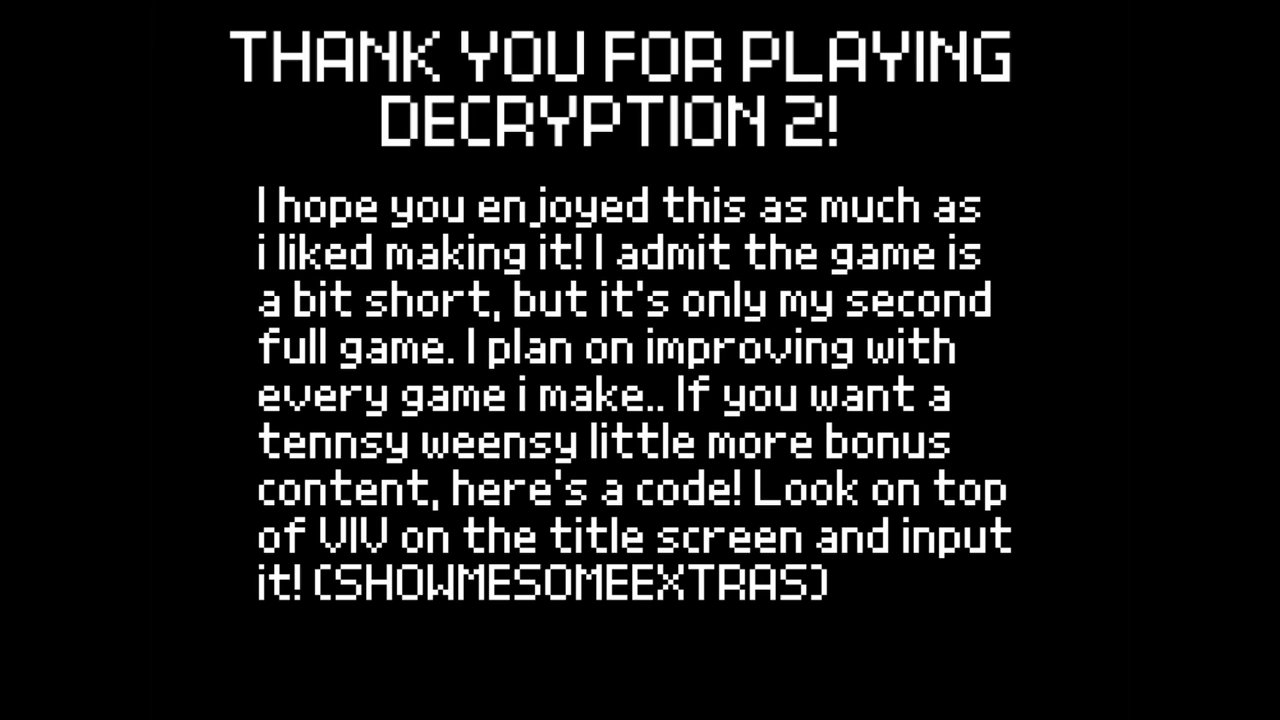 THANK YOU FOR PLAYING
DECRYPTION 2!
I hope you enjoyed this as much as
i liked making it! I admit the game is
a bit short, but it's only my second
full game. I plan on improving with
every game i make.. If you want a
tennsy weensy little more bonus
content, here's a code! Look on top
of VIV on the title screen and input
it! (SHOWMESOMEEXTRAS)